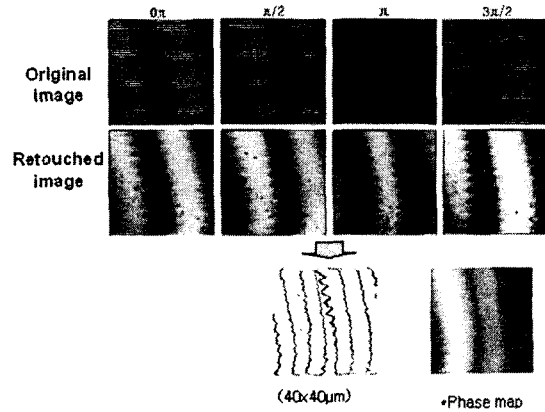 0π π/2 π 3π/2
Original
image
Retouched
image
(40x40μm)
*Phase map